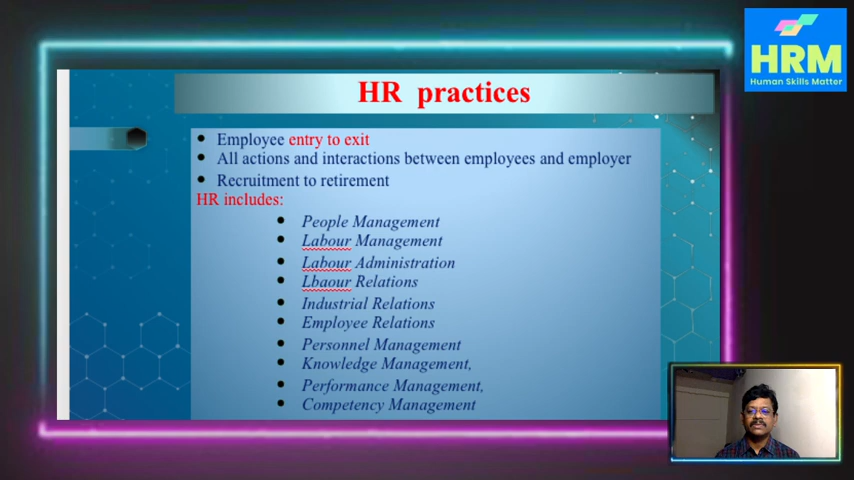 HRM
Human Skills Matter
HR practices
• Employee entry to exit
• All actions and interactions between employees and employer
• Recruitment to retirement
HR includes:
• People Management
• Labour Management
• Labour Administration
• Lbaour Relations
• Industrial Relations
• Employee Relations
• Personnel Management
• Knowledge Management,
• Performance Management,
• Competency Management